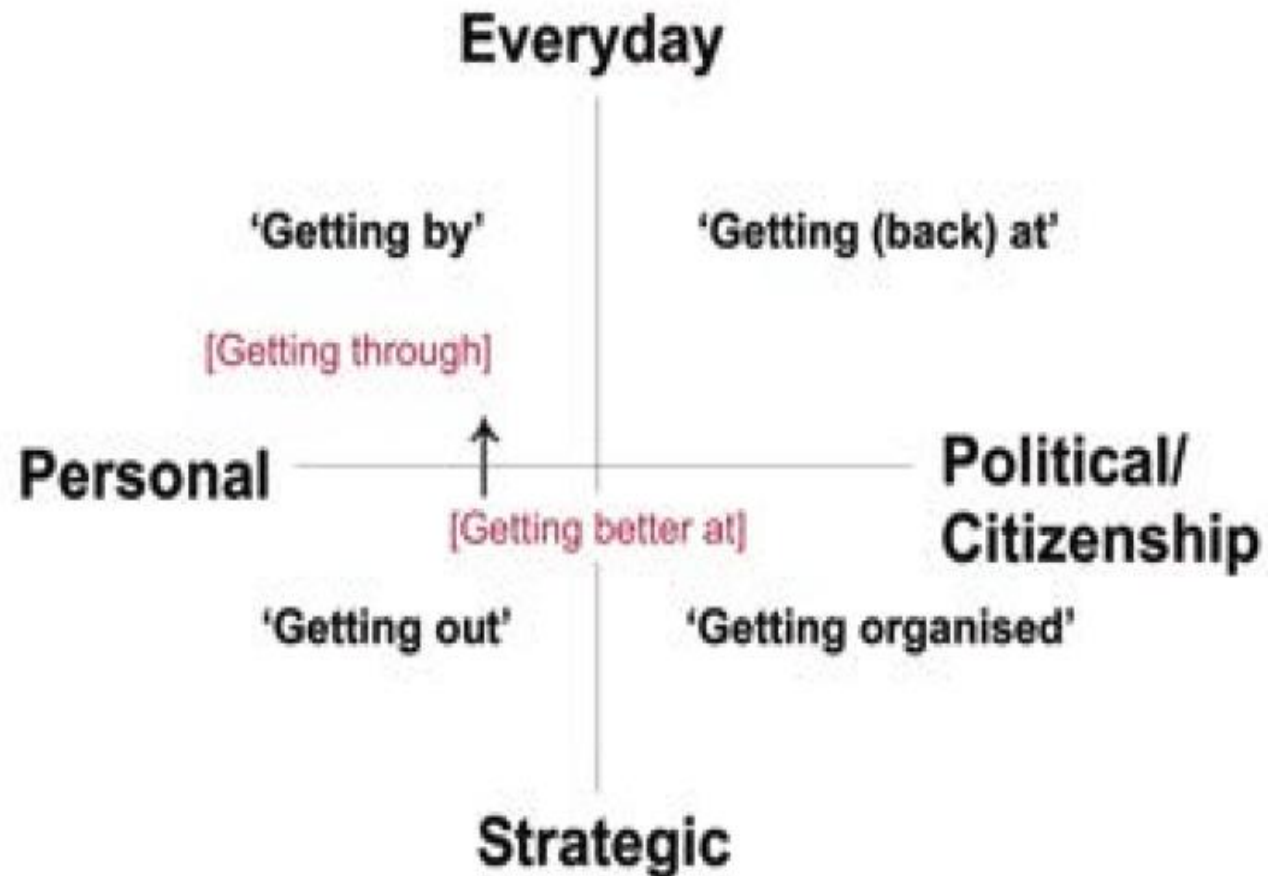 Everyday
‘Getting by’
‘Getting (back) at’
[Getting through]
Personal
Political/
Citizenship
[Getting better at]
‘Getting out’
‘Getting organised’
Strategic